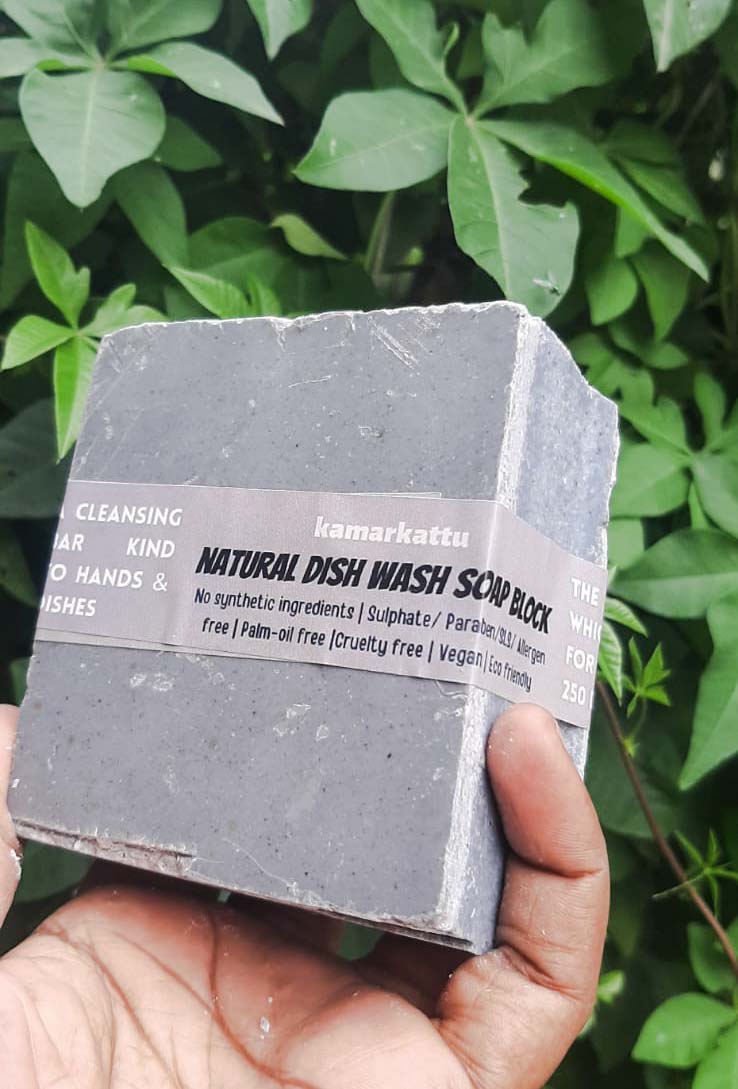 CLEANSING
KIND
HANDS &
kamarkattu
NATURAL DISH WASH SOAP BLOCK
No synthetic ingredients | Sulphate/ Paraben/SLS/ Allergen
free | Palm-oil free |Cruelty free | Vegan | Eco friendly
THE
FOR
250